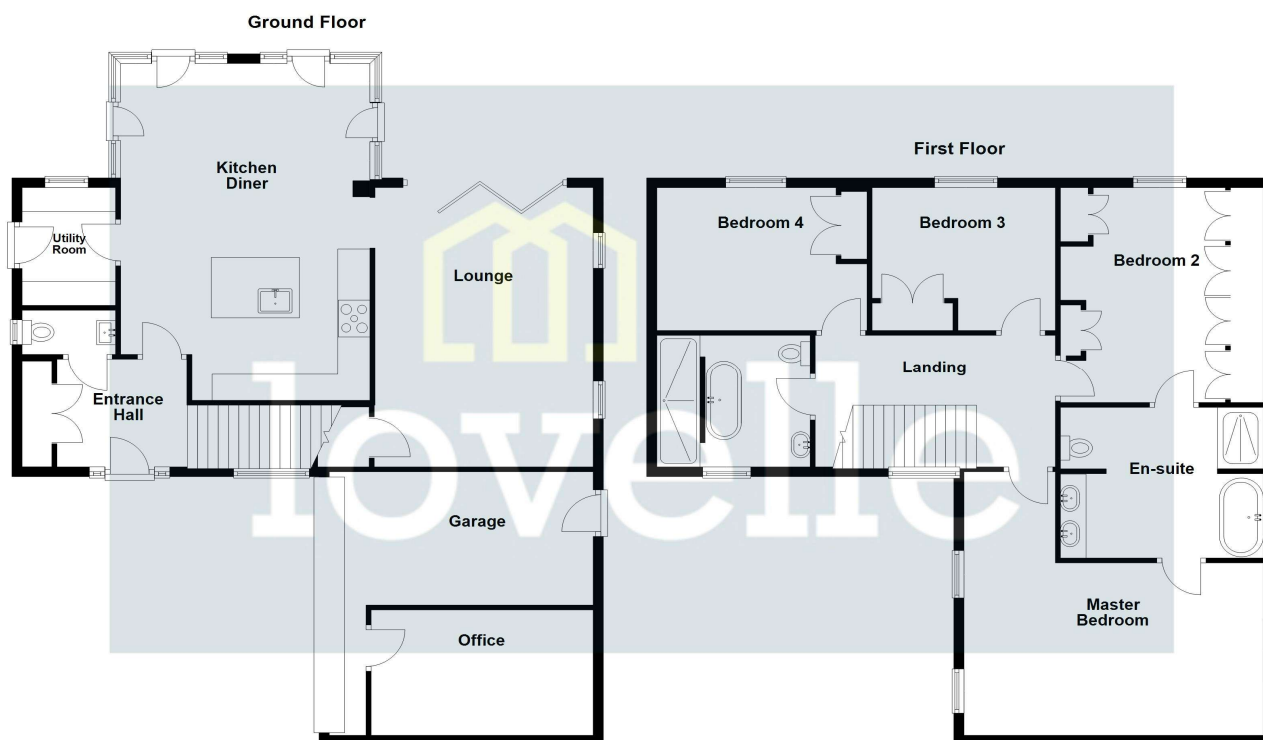 Ground Floor
Kitchen
Diner
Utility
Room
Lounge
Entrance
Hall
Garage
Office
First Floor
Bedroom 4
Bedroom 3
Bedroom 2
Landing
En-suite
Master
Bedroom
lovelle